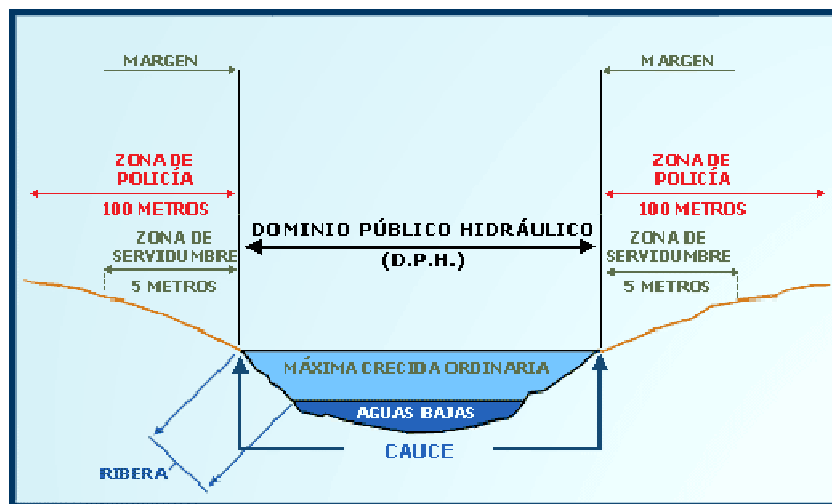 MARGEN
MARGEN
ZONA DE
POLICÍA
100 METROS
ZONA DE
POLICÍA
100 METROS
DOMINIO PÚBLICO HIDRÁULICO
(D.P.H.)
ZONA DE
SERVIDUMBRE
5 METROS
ZONA DE
SERVIDUMBRE
5 METROS
MÁXIMA CRECIDA ORDINARIA
AGUAS BAJAS
CAUCE
RIBERA